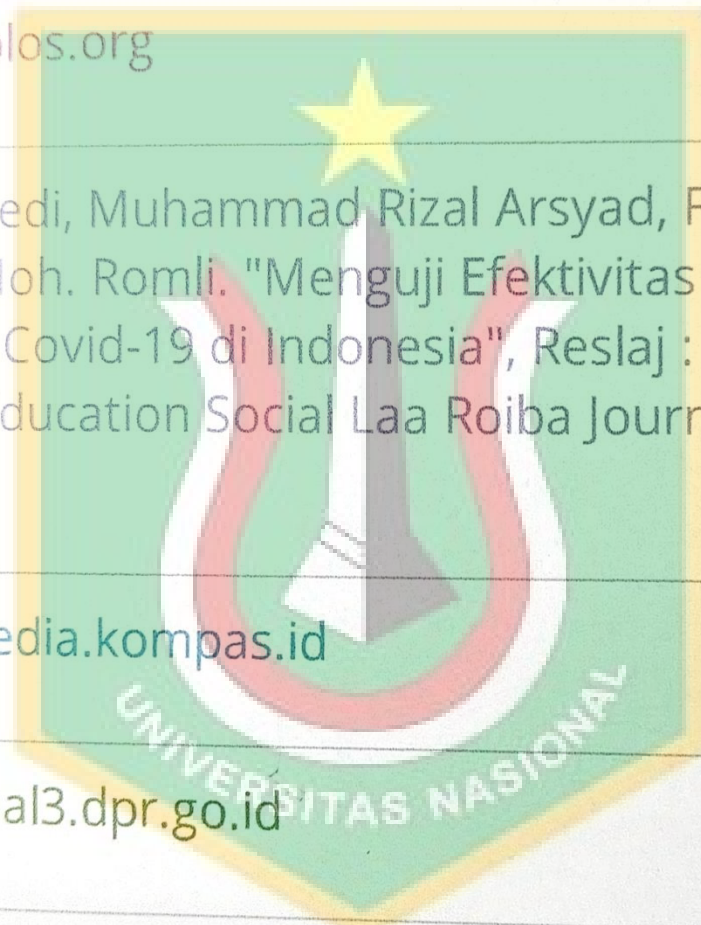 los.org
edi, Muhammad Rizal Arsyad, F
oh. Romli. "Menguji Efektivitas
Covid-19 di Indonesia", Reslaj :
ducation Social Laa Roiba Journ
edia.kompas.id
al3.dpr.go.id
UNIVERSITAS NASIONAL